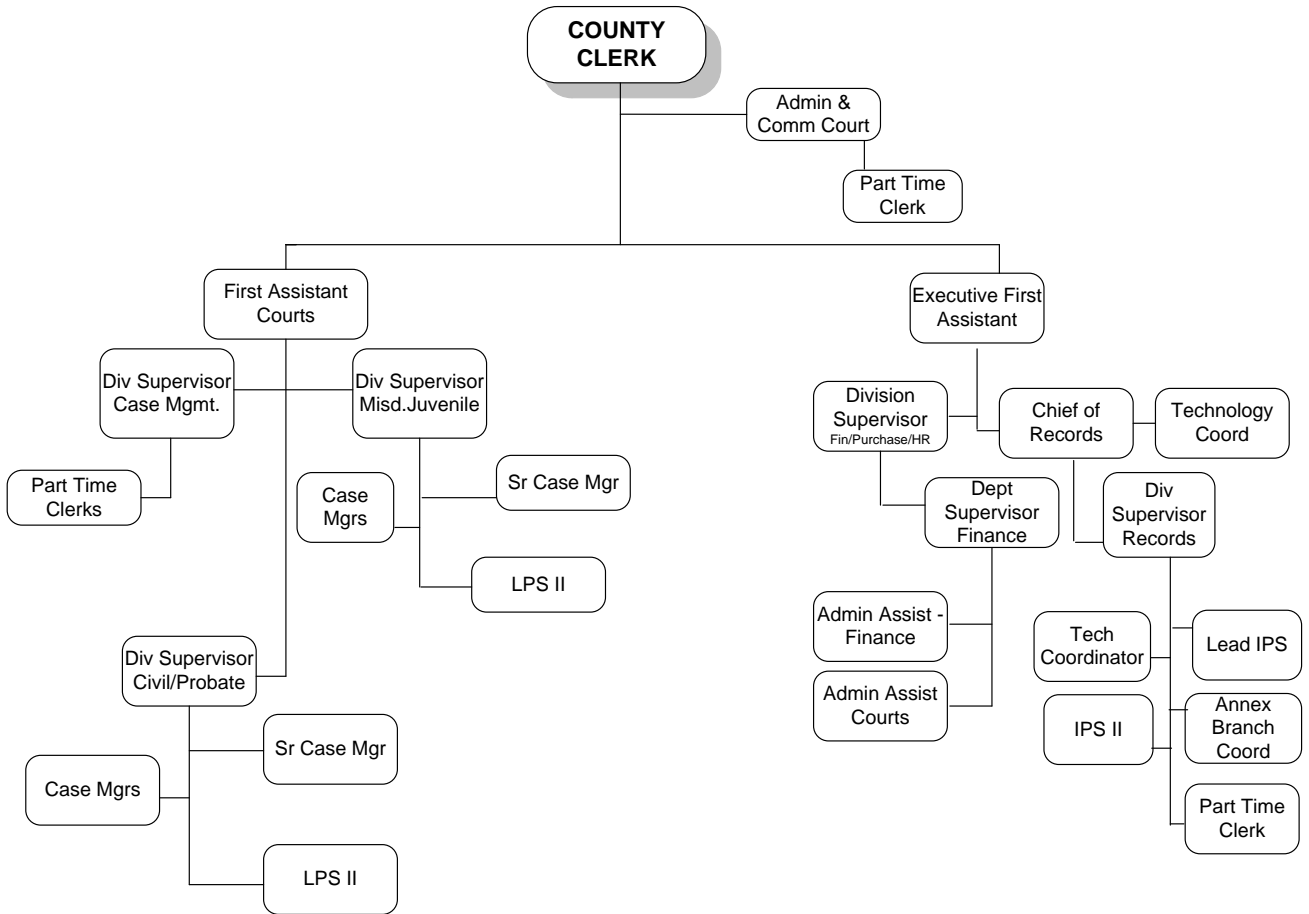 COUNTY
CLERK
Admin &
Comm Court
Part Time
Clerk
First Assistant
Courts
Executive First
Assistant
Div Supervisor
Case Mgmt.
Div Supervisor
Misd.Juvenile
Part Time
Clerks
Case
Mgrs
Sr Case Mgr
LPS II
Div Supervisor
Civil/Probate
Sr Case Mgr
Case Mgrs
LPS II
Division
Supervisor
Fin/Purchase/HR
Chief of
Records
Technology
Coord
Dept
Supervisor
Finance
Div
Supervisor
Records
Admin Assist -
Finance
Admin Assist
Courts
Tech
Coordinator
Lead IPS
IPS II
Annex
Branch
Coord
Part Time
Clerk